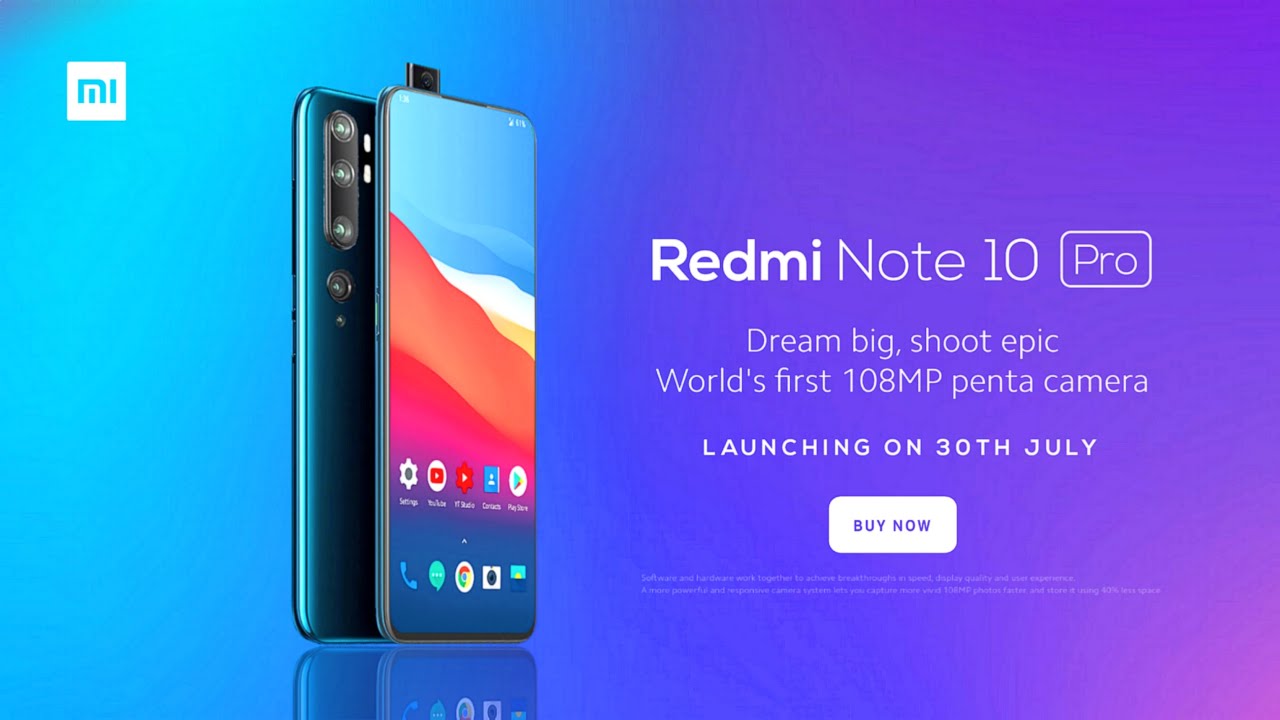 mi
1:35
61%
Redmi Note 10 Pro
Dream big, shoot epic
World's first 108MP penta camera
LAUNCHING ON 30TH JULY
Settings YouTube YT Studio Contacts Play Store
BUY NOW
Software and hardware work together to achieve breakthroughs in speed, display quality and user experience.
A more powerful and responsive camera system lets you capture more vivid 108MP photos faster, and store it using 40% less space